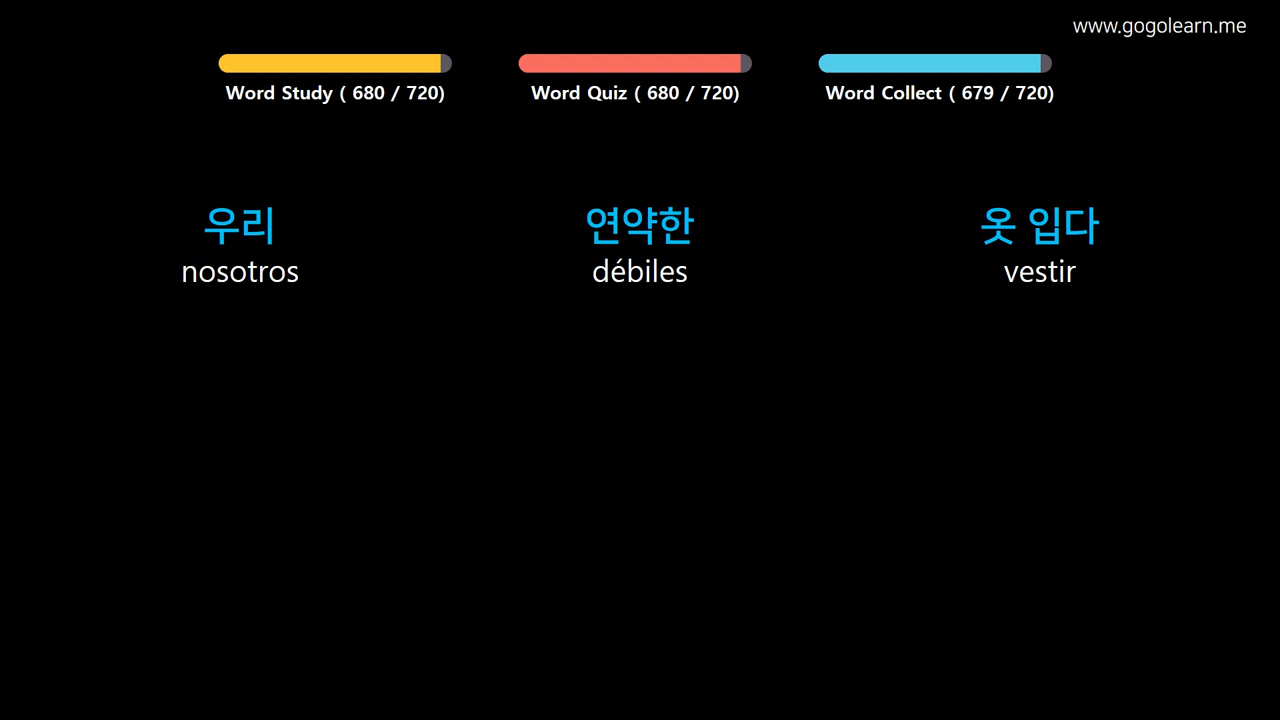 www.gogolearn.me
Word Study ( 680 / 720)
Word Quiz ( 680 / 720)
Word Collect ( 679 / 720)
우리
nosotros
연약한
débiles
옷 입다
vestir